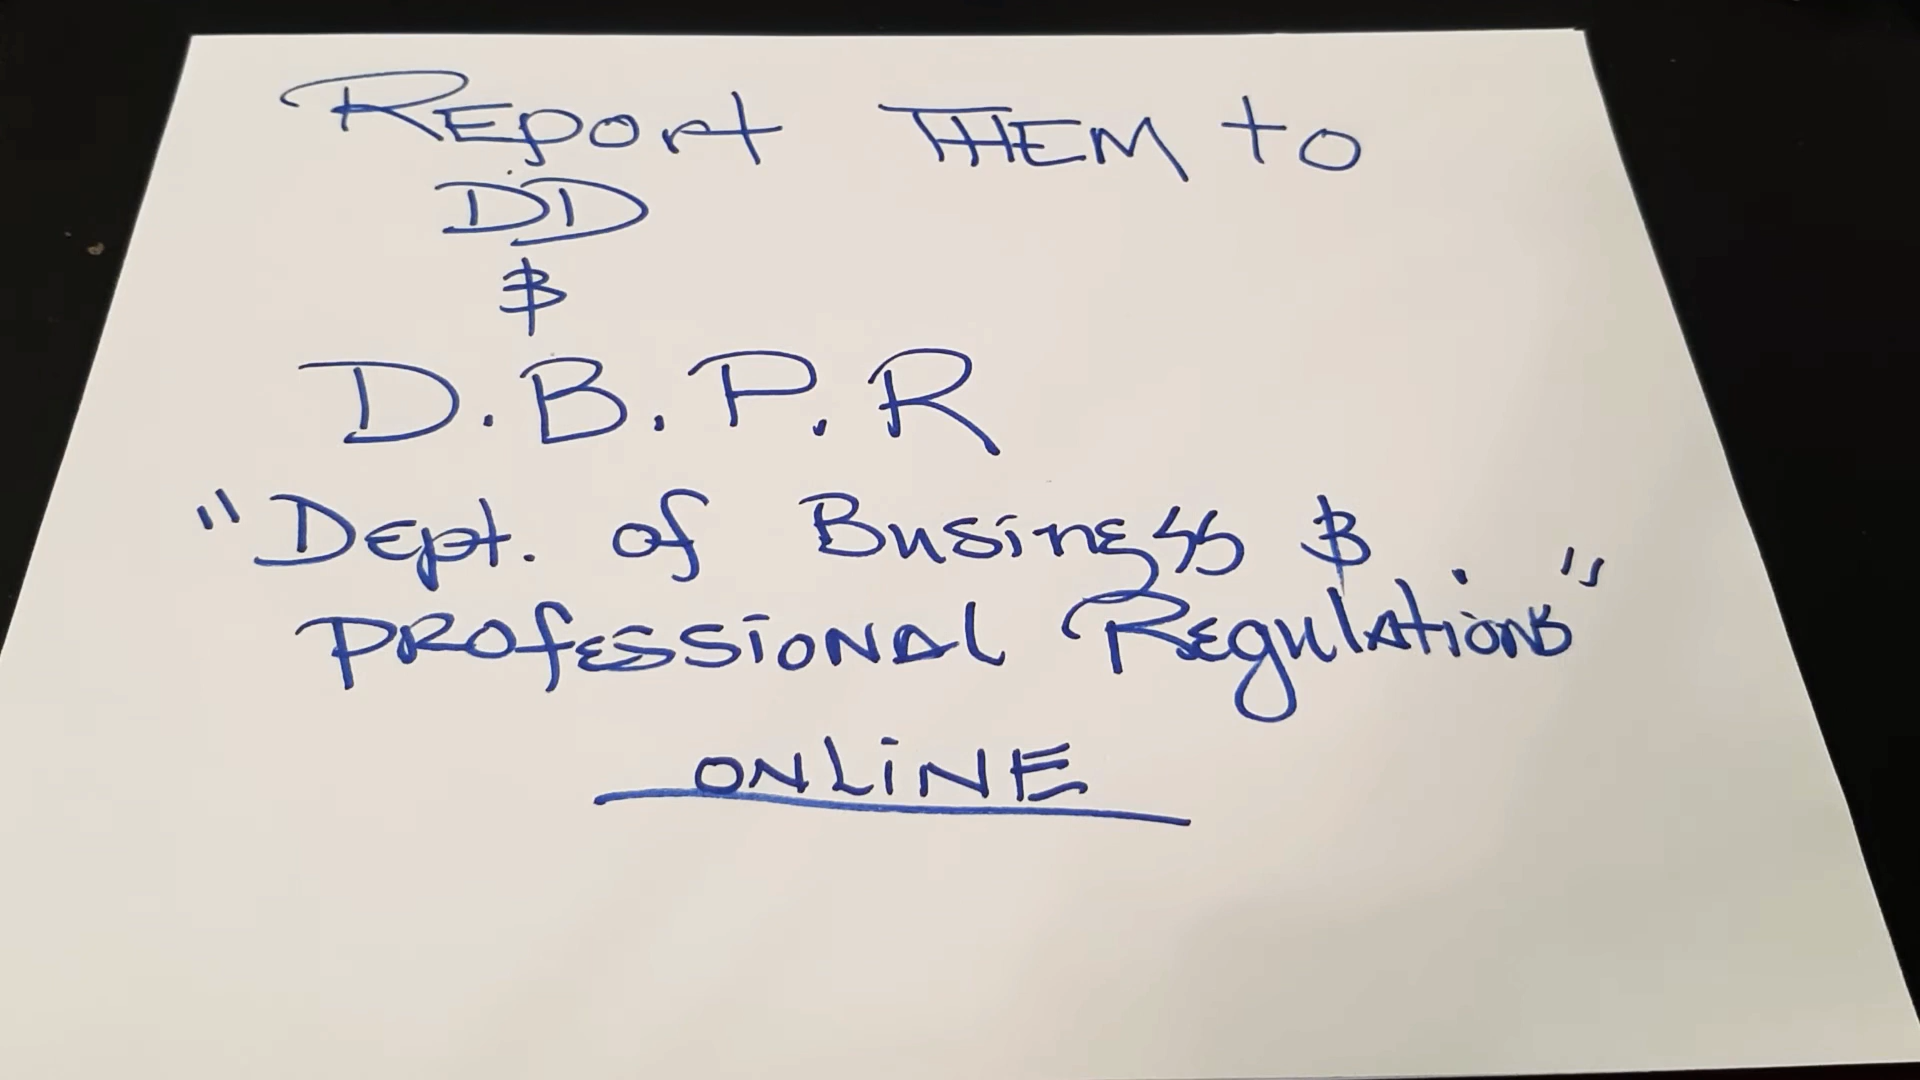 REPORT THEM to
DD
&
D.B.P.R
"Dept. of Business &
PROFESSIONAL REgulations"
ONLINE